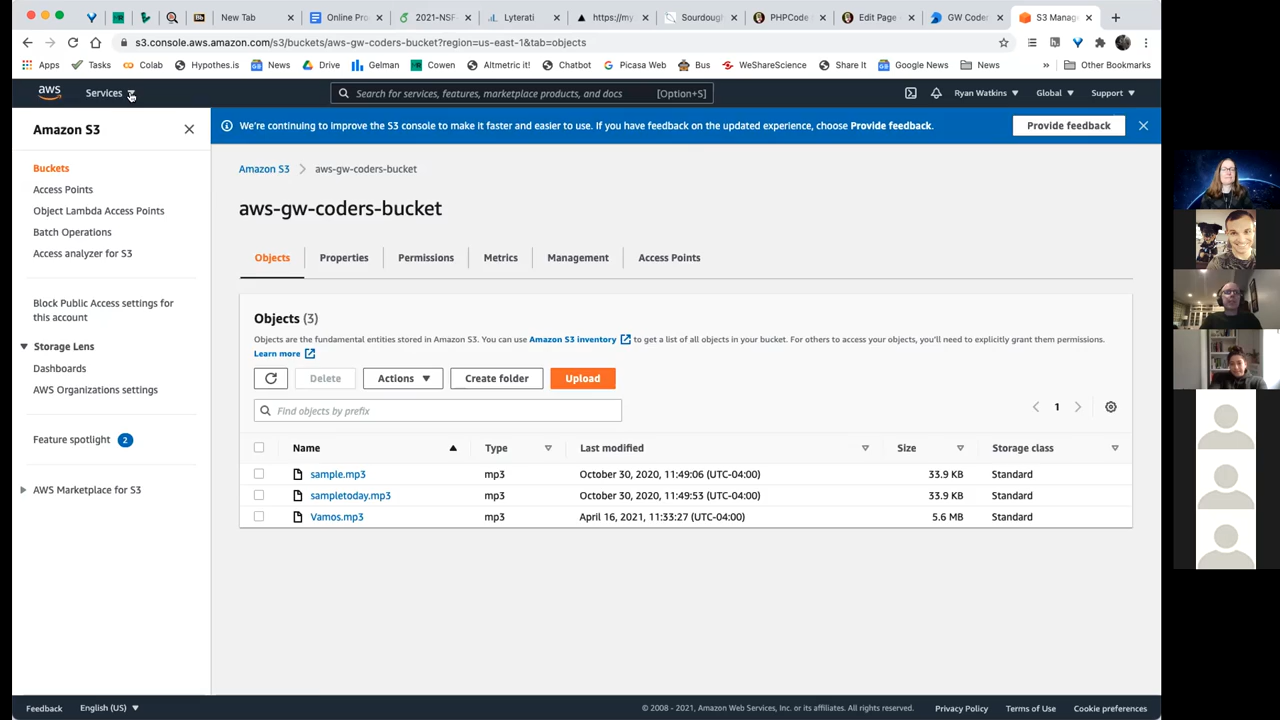 New Tab
Online Pro
2021-NSF-
Lyterati
https://my
Sourdough
PHPCode
Edit Page
GW Coder
S3 Manag
s3.console.aws.amazon.com/s3/buckets/aws-gw-coders-bucket?region=us-east-1&tab=objects
Apps Tasks Colab Hypothes.is News Drive Gelman Cowen Altmetric it! Chatbot Picasa Web Bus WeShareScience Share It Google News News » Other Bookmarks
aws Services Search for services, features, marketplace products, and docs [Option+S] Ryan Watkins Global Support
Amazon S3
We're continuing to improve the S3 console to make it faster and easier to use. If you have feedback on the updated experience, choose Provide feedback.
Provide feedback
Buckets
Access Points
Object Lambda Access Points
Batch Operations
Access analyzer for S3
Block Public Access settings for
this account
Storage Lens
Dashboards
AWS Organizations settings
Feature spotlight 2
AWS Marketplace for S3
Amazon S3 > aws-gw-coders-bucket
aws-gw-coders-bucket
Objects Properties Permissions Metrics Management Access Points
Objects (3)
Objects are the fundamental entities stored in Amazon S3. You can use Amazon S3 inventory to get a list of all objects in your bucket. For others to access your objects, you'll need to explicitly grant them permissions.
Learn more
Delete Actions Create folder Upload
Find objects by prefix
1
Name Type Last modified Size Storage class
sample.mp3 mp3 October 30, 2020, 11:49:06 (UTC-04:00) 33.9 KB Standard
sampletoday.mp3 mp3 October 30, 2020, 11:49:53 (UTC-04:00) 33.9 KB Standard
Vamos.mp3 mp3 April 16, 2021, 11:33:27 (UTC-04:00) 5.6 MB Standard
Feedback English (US) © 2008 - 2021, Amazon Web Services, Inc. or its affiliates. All rights reserved. Privacy Policy Terms of Use Cookie preferences